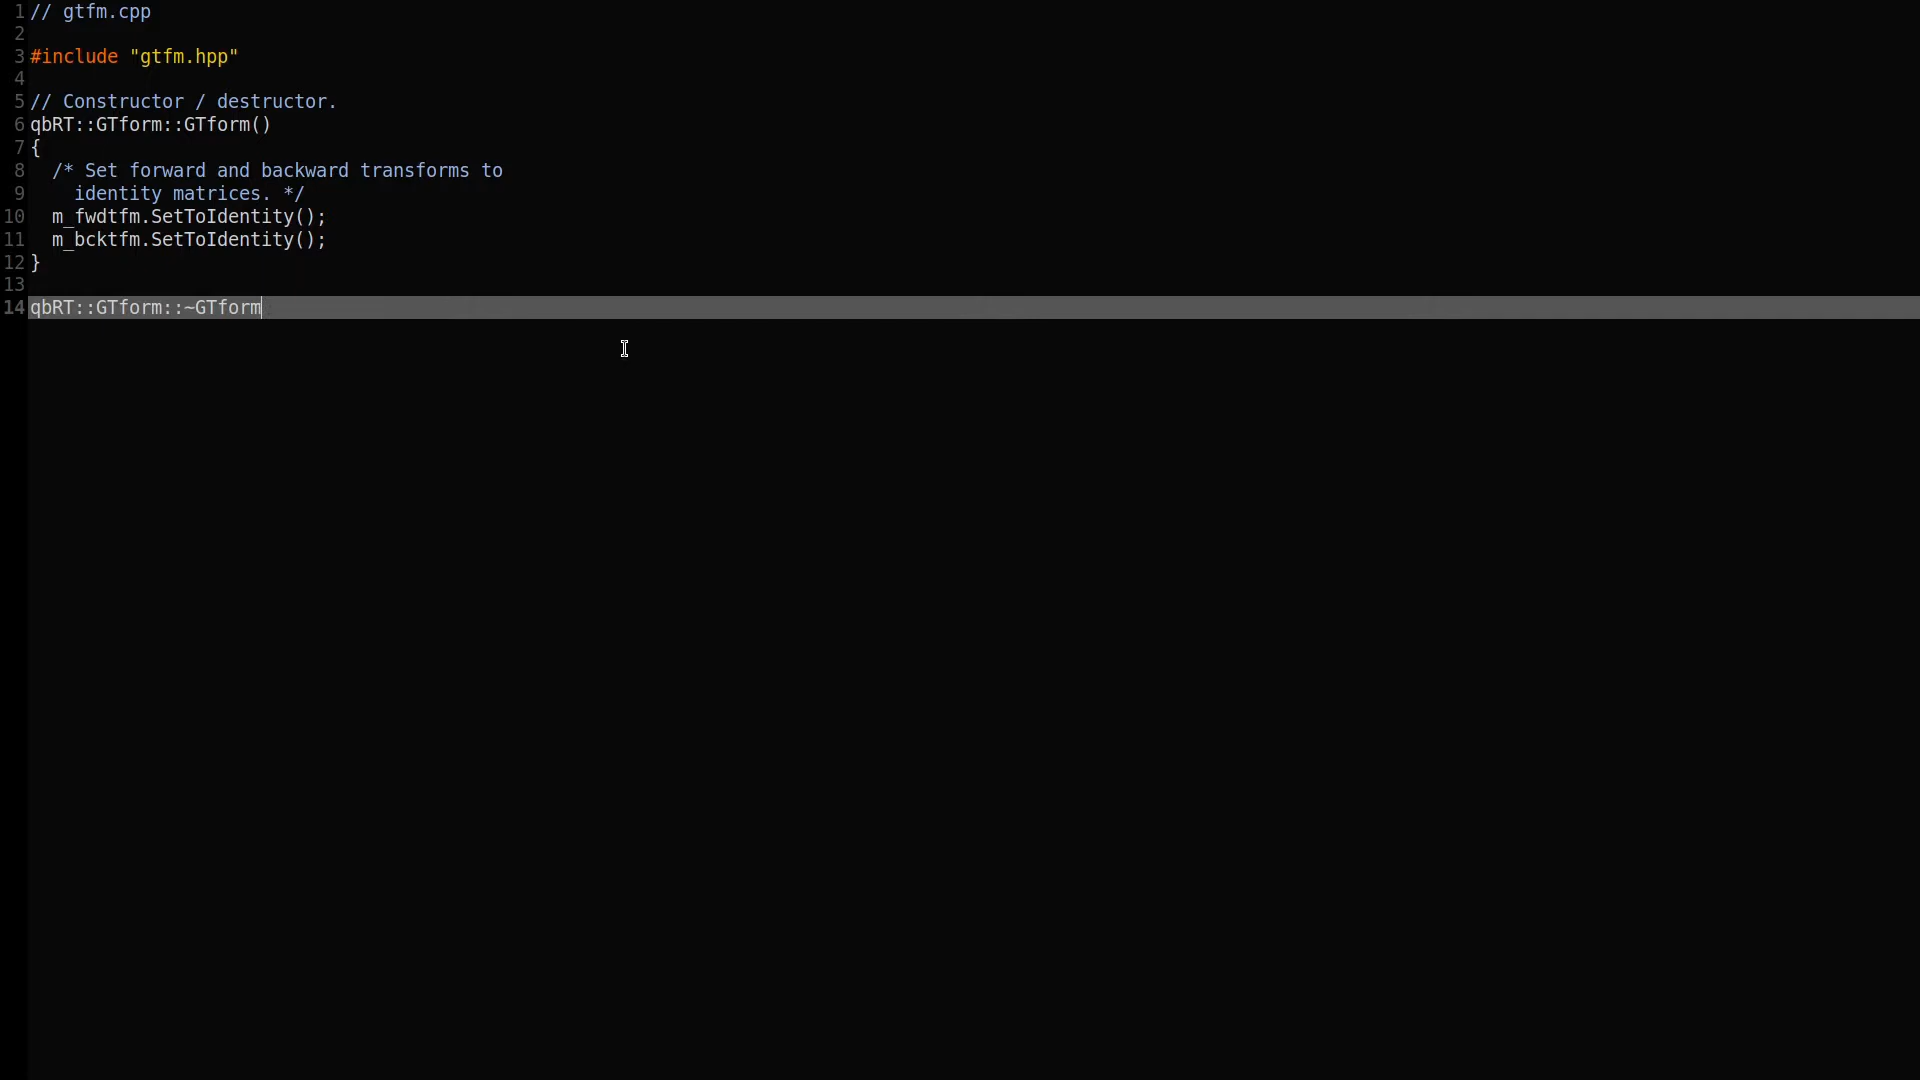 1 // gtfm.cpp
2
3 #include "gtfm.hpp"
4
5 // Constructor / destructor.
6 qbRT::GTform::GTform()
7 {
8   /* Set forward and backward transforms to
9     identity matrices. */
10   m_fwdtfm.SetToIdentity();
11   m_bcktfm.SetToIdentity();
12 }
13
14 qbRT::GTform::~GTform